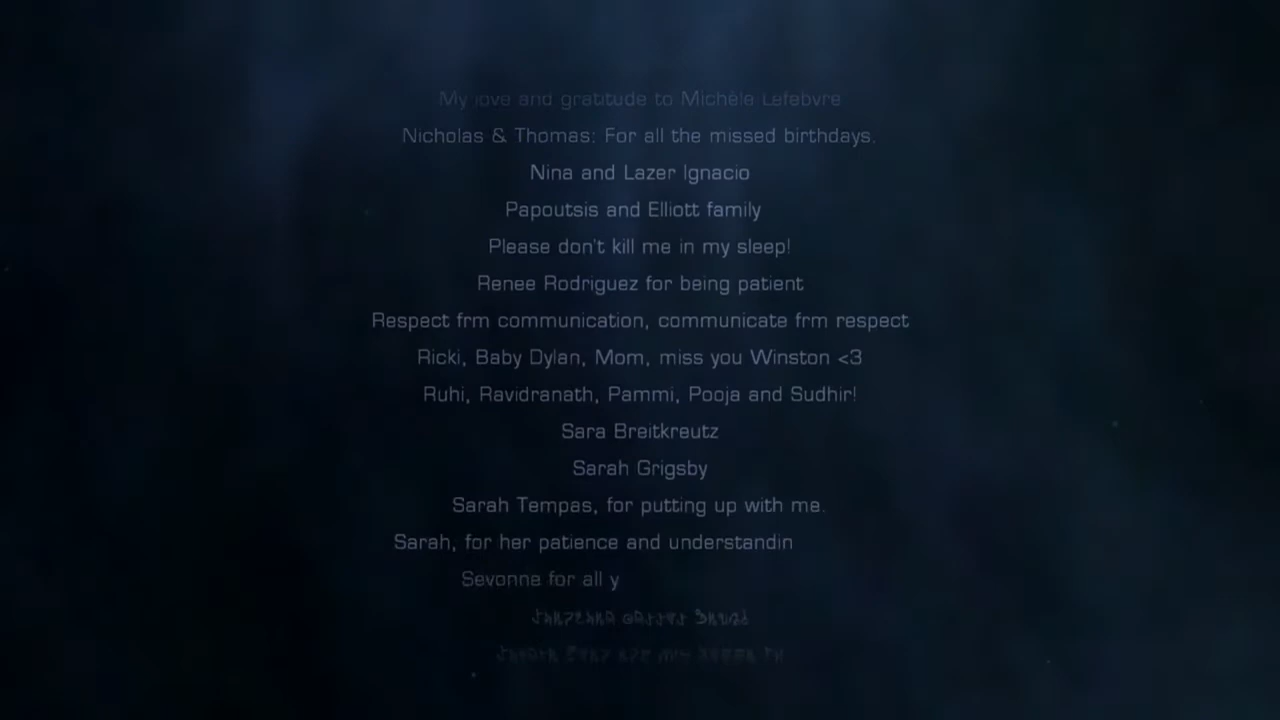 My love and gratitude to Michèle Lefebvre
Nicholas & Thomas: For all the missed birthdays.
Nina and Lazer Ignacio
Papoutsis and Elliott family
Please don't kill me in my sleep!
Renee Rodriguez for being patient
Respect frm communication, communicate frm respect
Ricki, Baby Dylan, Mom, miss you Winston <3
Ruhi, Ravidranath, Pammi, Pooja and Sudhir!
Sara Breitkreutz
Sarah Grigsby
Sarah Tempas, for putting up with me.
Sarah, for her patience and understandin
Sevonne for all y